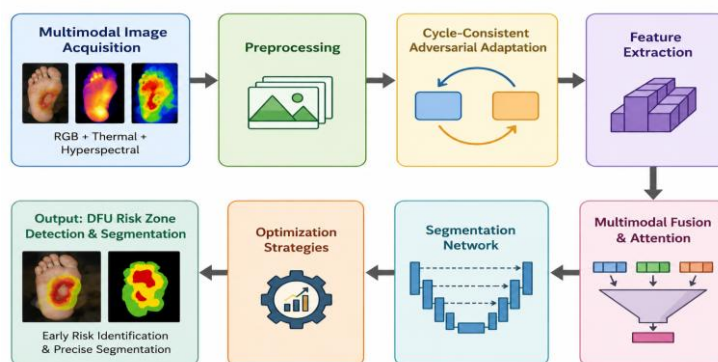 Multimodal Image
Acquisition
RGB + Thermal +
Hyperspectral
Preprocessing
Cycle-Consistent
Adversarial Adaptation
Feature
Extraction
Multimodal Fusion
& Attention
Segmentation
Network
Optimization
Strategies
Output: DFU Risk Zone
Detection & Segmentation
Early Risk Identification
& Precise Segmentation